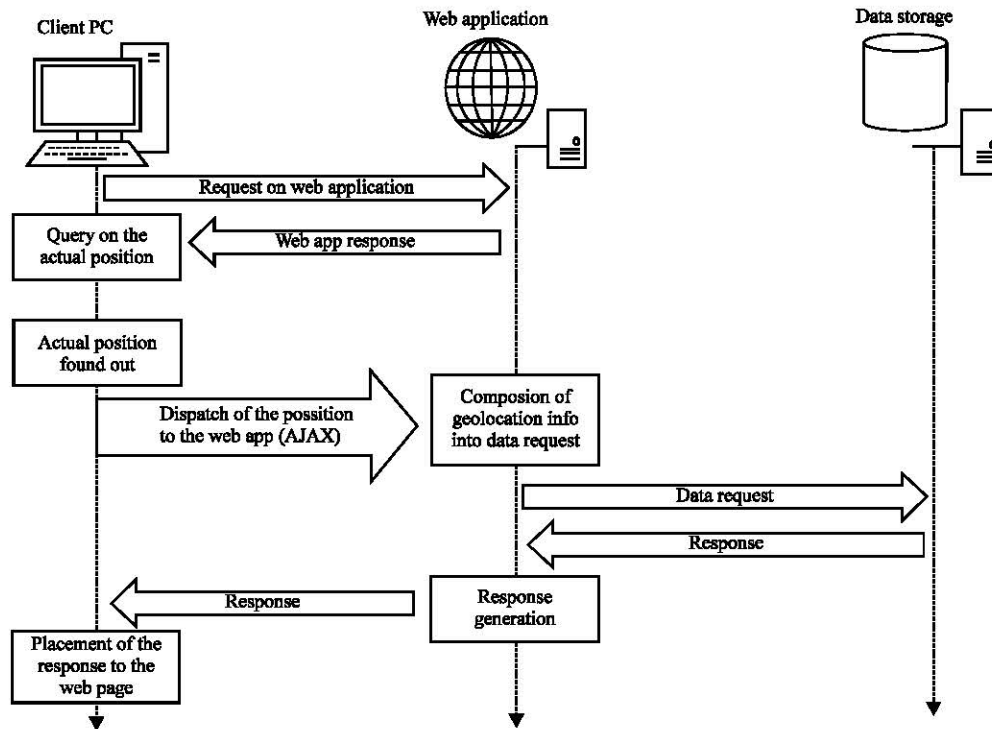 Client PC
Web application
Data storage
Request on web application
Query on the
actual position
Web app response
Actual position
found out
Dispatch of the possition
to the web app (AJAX)
Composion of
geolocation info
into data request
Data request
Response
Response
generation
Response
Placement of the
response to the
web page